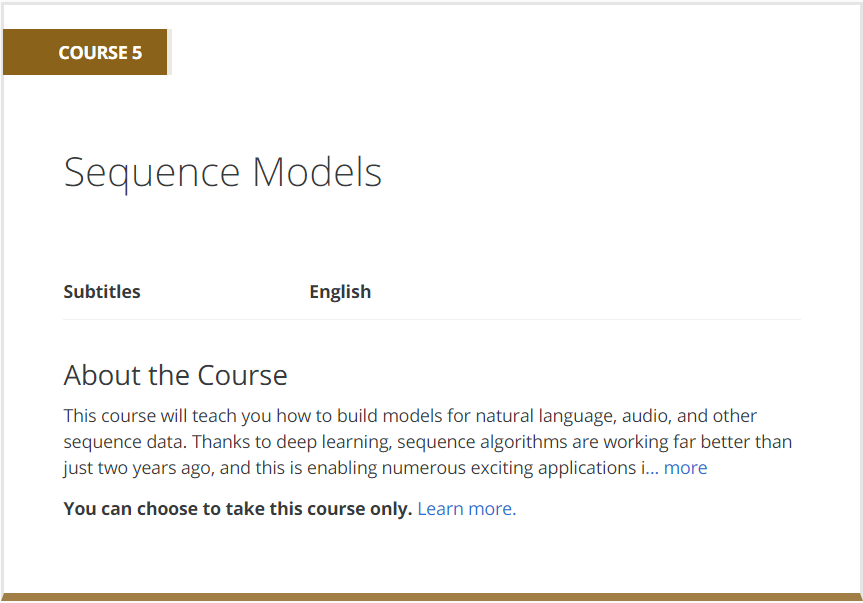 COURSE 5
Sequence Models
Subtitles English
About the Course
This course will teach you how to build models for natural language, audio, and other
sequence data. Thanks to deep learning, sequence algorithms are working far better than
just two years ago, and this is enabling numerous exciting applications i... more
You can choose to take this course only. Learn more.